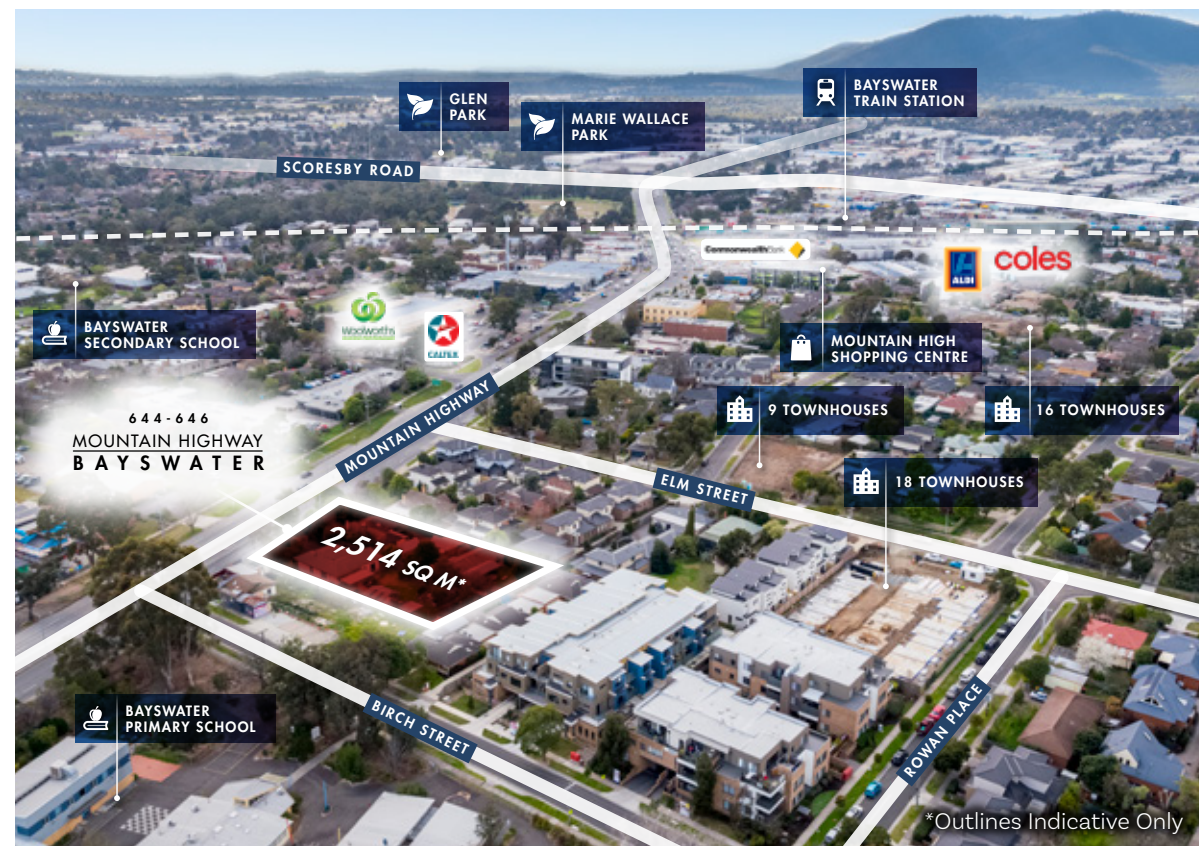 GLEN
PARK
MARIE WALLACE
PARK
BAYSWATER
TRAIN STATION
SCORESBY ROAD
CommonwealthBank
ALDI
coles
BAYSWATER
SECONDARY SCHOOL
Woolworths
CALTEX
MOUNTAIN HIGH
SHOPPING CENTRE
644-646
MOUNTAIN HIGHWAY
BAYSWATER
MOUNTAIN HIGHWAY
9 TOWNHOUSES
16 TOWNHOUSES
ELM STREET
18 TOWNHOUSES
2,514 SQ M*
BAYSWATER
PRIMARY SCHOOL
BIRCH STREET
ROWAN PLACE
*Outlines Indicative Only